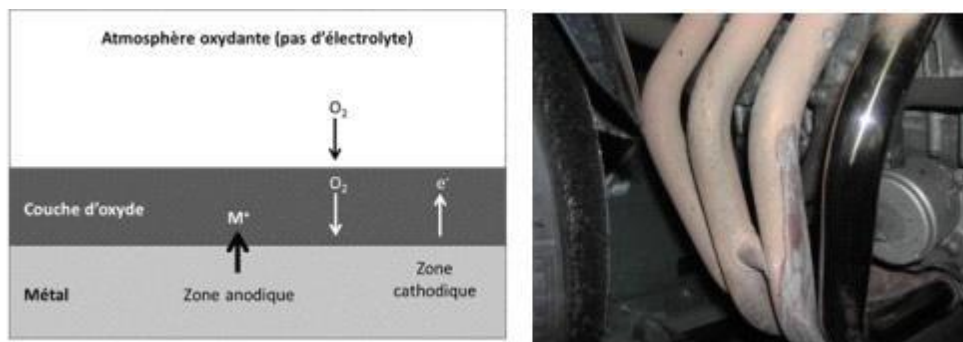 Atmosphère oxydante (pas d'électrolyte)
O₂
O₂
e⁻
Couche d'oxyde
M⁺
Métal
Zone anodique
Zone
cathodique